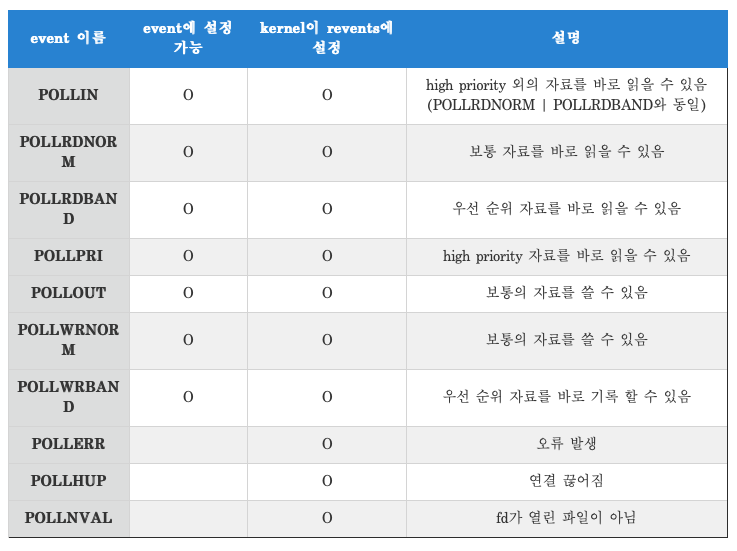 event 이름
event에 설정
가능
kernel이 revents에
설정
설명
POLLIN
O
O
high priority 외의 자료를 바로 읽을 수 있음
(POLLRDNORM | POLLRDBAND와 동일)
POLLRDNOR
M
O
O
보통 자료를 바로 읽을 수 있음
POLLRDBAN
D
O
O
우선 순위 자료를 바로 읽을 수 있음
POLLPRI
O
O
high priority 자료를 바로 읽을 수 있음
POLLOUT
O
O
보통의 자료를 쓸 수 있음
POLLWRNOR
M
O
O
보통의 자료를 쓸 수 있음
POLLWRBAN
D
O
O
우선 순위 자료를 바로 기록 할 수 있음
POLLERR
O
오류 발생
POLLHUP
O
연결 끊어짐
POLLNVAL
O
fd가 열린 파일이 아님